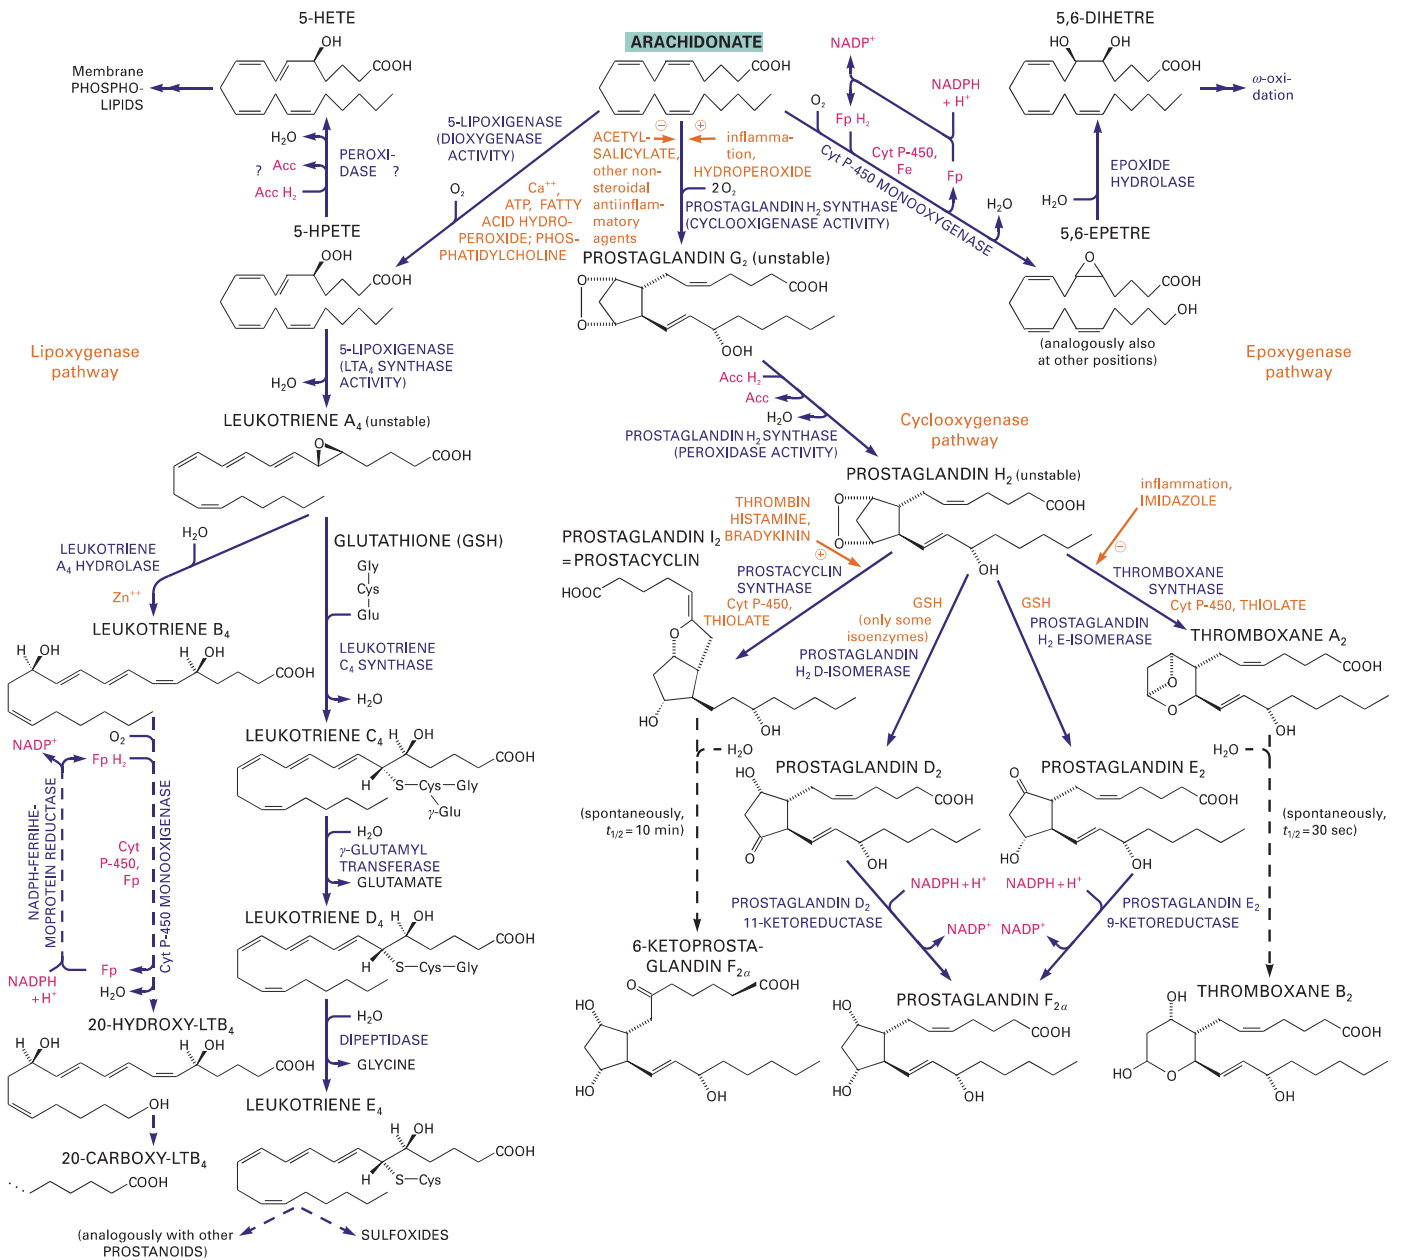 5-HETE
OH
COOH
Membrane
PHOSPHO-
LIPIDS
H₂O
Acc
?
Acc H₂
PEROXI-
DASE ?
5-HPETE
OOH
COOH
ARACHIDONATE
COOH
5-LIPOXIGENASE
(DIOXYGENASE
ACTIVITY)
O₂
Ca⁺⁺,
ATP, FATTY
ACID HYDRO-
PEROXIDE; PHOS-
PHATIDYLCHOLINE
⊖
ACETYL-
SALICYLATE,
other non-
steroidal
antiinflam-
matory
agents
⊕
inflamma-
tion,
HYDROPEROXIDE
2 O₂
PROSTAGLANDIN H₂ SYNTHASE
(CYCLOOXIGENASE ACTIVITY)
NADP⁺
NADPH
+ H⁺
O₂
Fp H₂
Cyt P-450,
Fe
Fp
Cyt P-450 MONOOXYGENASE
H₂O
5,6-DIHETRE
HO
OH
COOH
ω-oxi-
dation
EPOXIDE
HYDROLASE
H₂O
5,6-EPETRE
O
COOH
OH
(analogously also
at other positions)
Epoxygenase
pathway
Lipoxygenase
pathway
5-LIPOXIGENASE
(LTA₄ SYNTHASE
ACTIVITY)
H₂O
PROSTAGLANDIN G₂ (unstable)
O
O
COOH
OOH
Acc H₂
Acc
H₂O
PROSTAGLANDIN H₂ SYNTHASE
(PEROXIDASE ACTIVITY)
Cyclooxygenase
pathway
LEUKOTRIENE A₄ (unstable)
O
COOH
PROSTAGLANDIN H₂ (unstable)
O
O
COOH
OH
THROMBIN
HISTAMINE,
BRADYKININ
⊕
inflammation,
IMIDAZOLE
⊖
H₂O
LEUKOTRIENE
A₄ HYDROLASE
Zn⁺⁺
GLUTATHIONE (GSH)
Gly
Cys
Glu
LEUKOTRIENE
C₄ SYNTHASE
H₂O
PROSTAGLANDIN I₂
= PROSTACYCLIN
HOOC
O
HO
OH
PROSTACYCLIN
SYNTHASE
Cyt P-450,
THIOLATE
GSH
(only some
isoenzymes)
PROSTAGLANDIN
H₂ D-ISOMERASE
GSH
PROSTAGLANDIN
H₂ E-ISOMERASE
THROMBOXANE
SYNTHASE
Cyt P-450, THIOLATE
THROMBOXANE A₂
O
O
COOH
OH
LEUKOTRIENE B₄
H
OH
H
OH
COOH
O₂
NADP⁺
Fp H₂
NADPH-FERRIHE-
MOPROTEIN REDUCTASE
Cyt
P-450,
Fp
Cyt P-450 MONOOXIGENASE
NADPH
+ H⁺
Fp
H₂O
LEUKOTRIENE C₄
H
OH
COOH
H
S
Cys
Gly
γ-Glu
H₂O
γ-GLUTAMYL
TRANSFERASE
GLUTAMATE
LEUKOTRIENE D₄
H
OH
COOH
H
S
Cys
Gly
H₂O
DIPEPTIDASE
GLYCINE
H₂O
(spontaneously,
t₁/₂ = 10 min)
PROSTAGLANDIN D₂
HO
O
COOH
OH
PROSTAGLANDIN E₂
O
HO
COOH
OH
H₂O
(spontaneously,
t₁/₂ = 30 sec)
NADPH + H⁺
NADPH + H⁺
PROSTAGLANDIN D₂
11-KETOREDUCTASE
PROSTAGLANDIN E₂
9-KETOREDUCTASE
NADP⁺
NADP⁺
6-KETOPROSTA-
GLANDIN F₂α
O
COOH
HO
HO
OH
PROSTAGLANDIN F₂α
HO
HO
COOH
OH
THROMBOXANE B₂
OH
HO
O
COOH
OH
20-HYDROXY-LTB₄
H
OH
H
OH
COOH
OH
20-CARBOXY-LTB₄
COOH
LEUKOTRIENE E₄
H
OH
COOH
H
S
Cys
(analogously with other
PROSTANOIDS)
SULFOXIDES